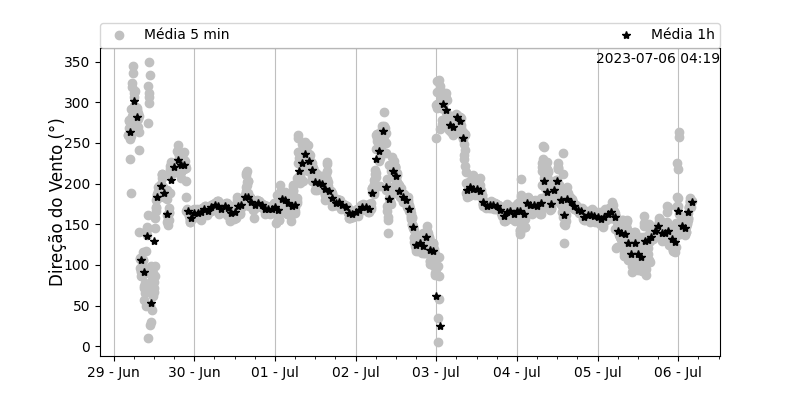 Média 5 min
Média 1h
2023-07-06 04:19
Direção do Vento (°)
350
300
250
200
150
100
50
0
29 - Jun
30 - Jun
01 - Jul
02 - Jul
03 - Jul
04 - Jul
05 - Jul
06 - Jul